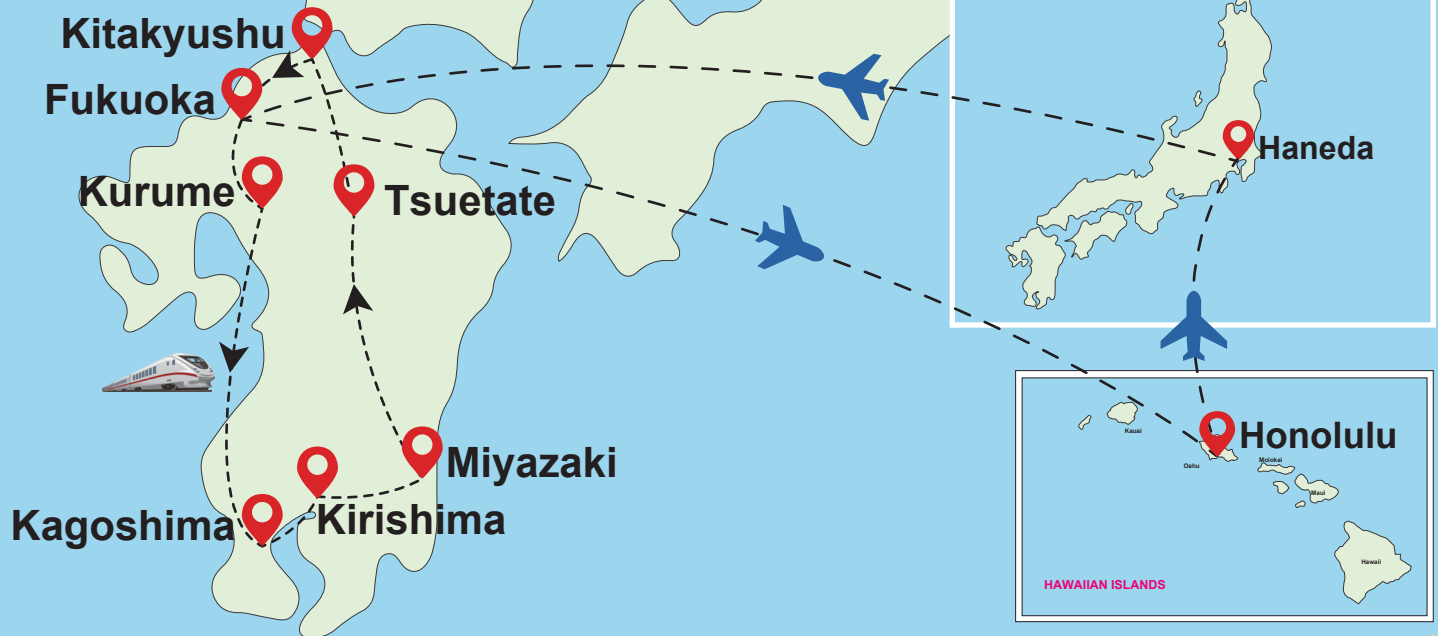 Kitakyushu
Fukuoka
Kurume
Tsuetate
Haneda
Miyazaki
Kagoshima
Kirishima
Honolulu
Kauai
Oahu
Molokai
Maui
Hawaii
HAWAIIAN ISLANDS